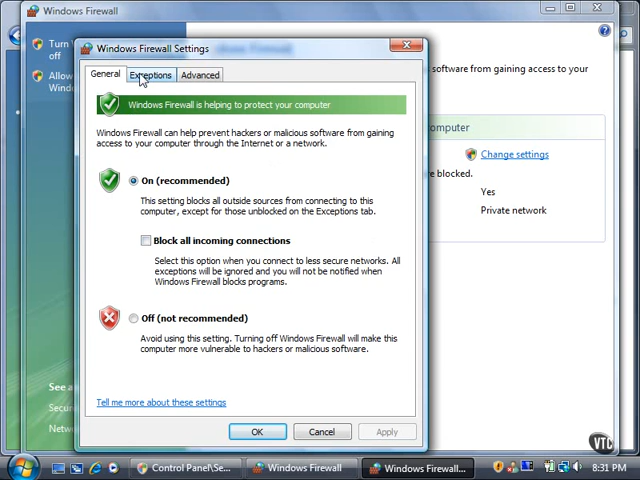 Windows Firewall
Turn
off
Allow
Wind
Windows Firewall Settings
General
Exceptions
Advanced
Windows Firewall is helping to protect your computer
Windows Firewall can help prevent hackers or malicious software from gaining
access to your computer through the Internet or a network.
On (recommended)
This setting blocks all outside sources from connecting to this
computer, except for those unblocked on the Exceptions tab.
Block all incoming connections
Select this option when you connect to less secure networks. All
exceptions will be ignored and you will not be notified when
Windows Firewall blocks programs.
Off (not recommended)
Avoid using this setting. Turning off Windows Firewall will make this
computer more vulnerable to hackers or malicious software.
Tell me more about these settings
OK
Cancel
Apply
software from gaining access to your
computer
Change settings
re blocked.
Yes
Private network
See a
Secur
Netw
VTC
Control Panel\Se...
Windows Firewall
Windows Firewall...
8:31 PM